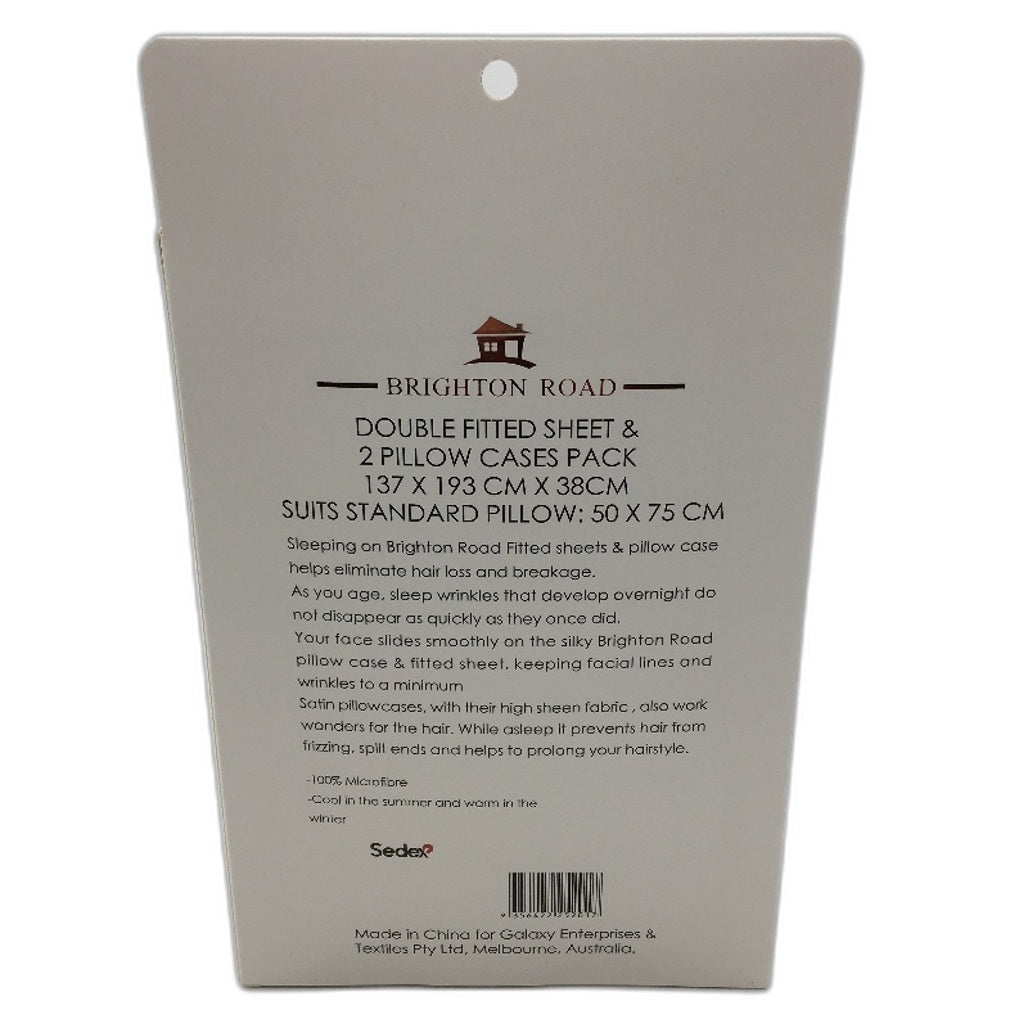 BRIGHTON ROAD
DOUBLE FITTED SHEET &
2 PILLOW CASES PACK
137 X 193 CM X 38CM
SUITS STANDARD PILLOW: 50 X 75 CM
Sleeping on Brighton Road Fitted sheets & pillow case
helps eliminate hair loss and breakage.
As you age, sleep wrinkles that develop overnight do
not disappear as quickly as they once did.
Your face slides smoothly on the silky Brighton Road
pillow case & fitted sheet, keeping facial lines and
wrinkles to a minimum
Satin pillowcases, with their high sheen fabric , also work
wonders for the hair. While asleep it prevents hair from
frizzing, split ends and helps to prolong your hairstyle.
-100% Microfibre
-Cool in the summer and warm in the
winter
Sedex
Made in China for Galaxy Enterprises &
Textiles Pty Ltd, Melbourne, Australia.